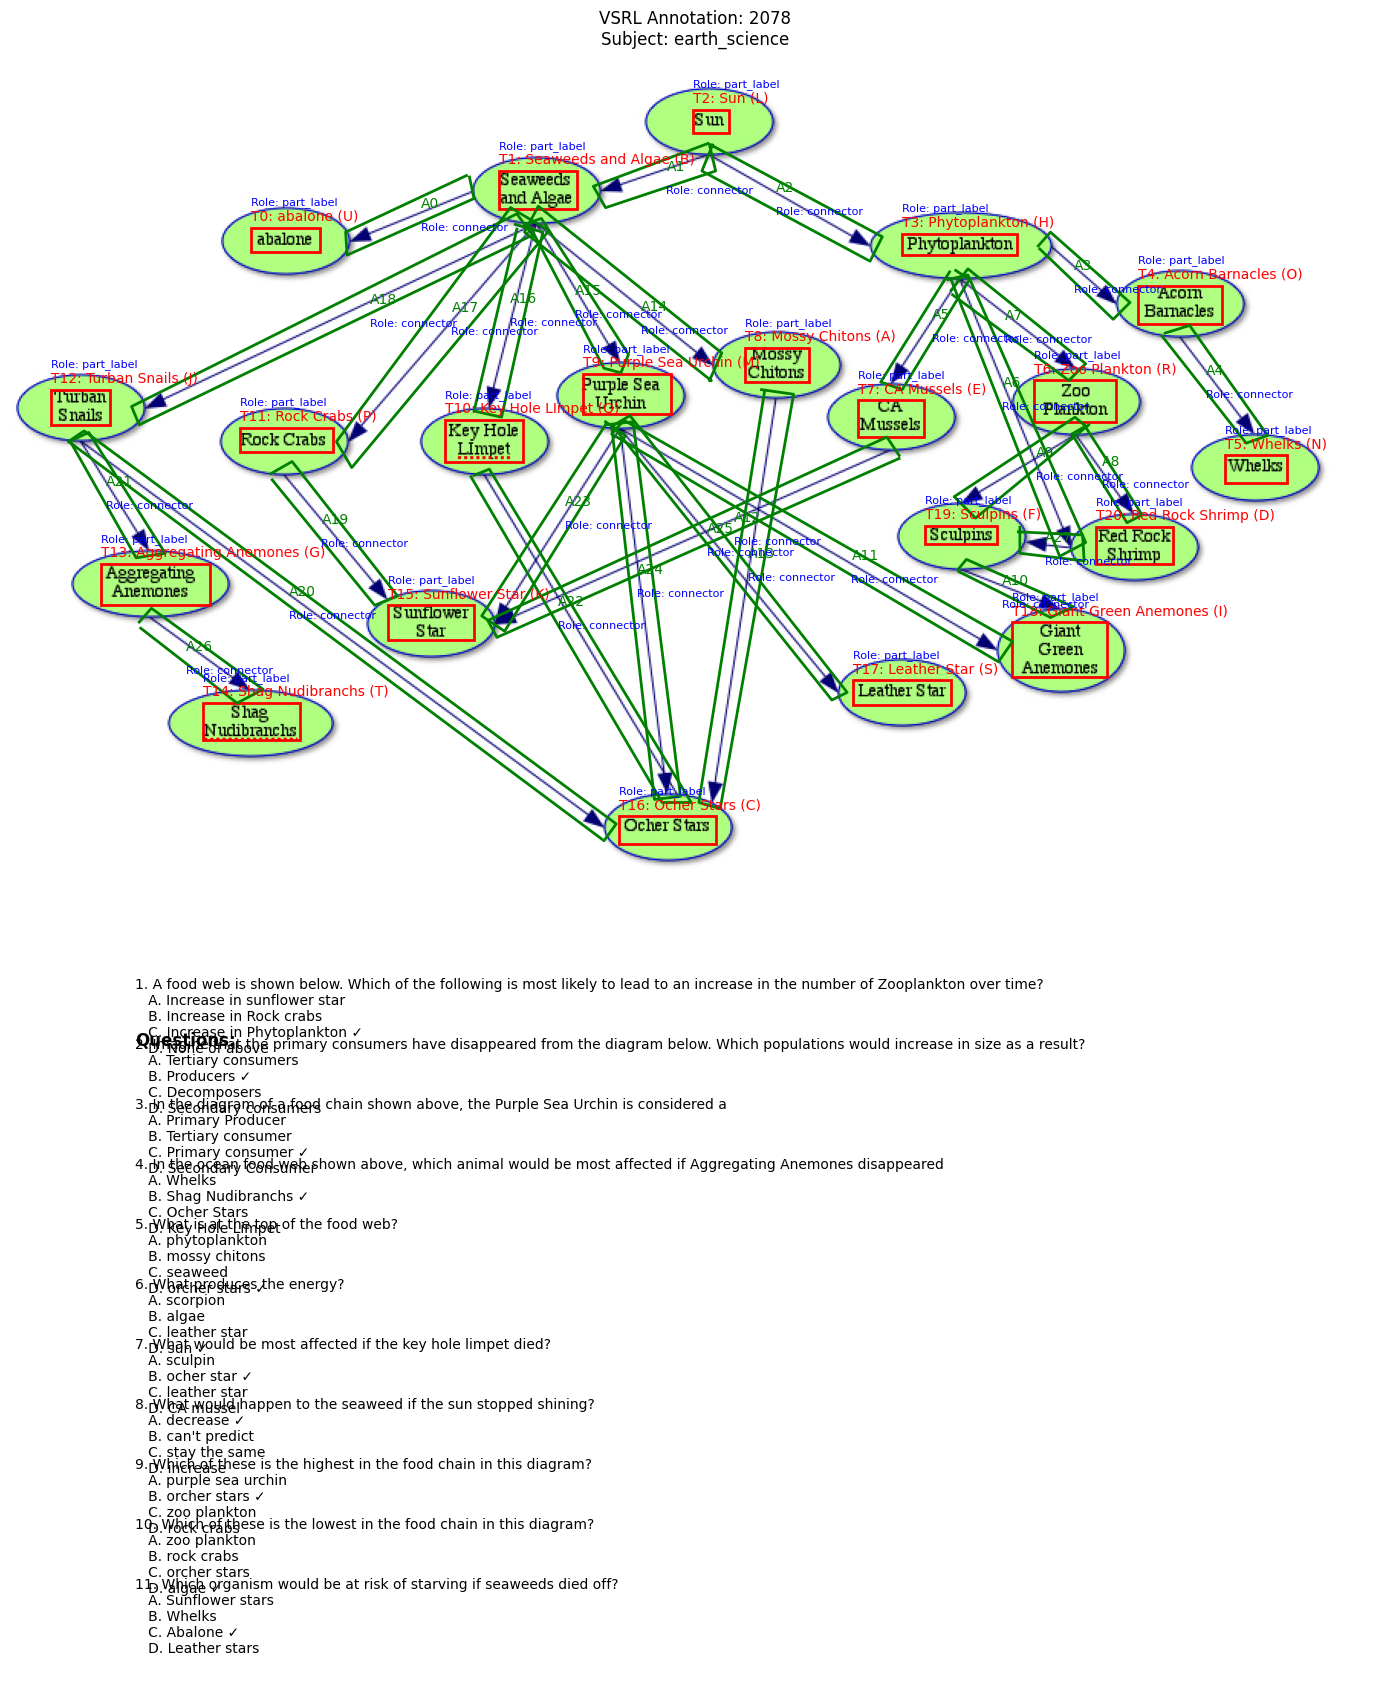 VSRL Annotation: 2078
Subject: earth_science
Role: part_label
T2: Sun (L)
Sun
Role: part_label
T1: Seaweeds and Algae (B)
Seaweeds
and Algae
A1
Role: connector
A2
Role: connector
Role: part_label
T0: abalone (U)
abalone
A0
Role: connector
Role: part_label
T3: Phytoplankton (H)
Phytoplankton
A3
Role: connector
Role: part_label
T4: Acorn Barnacles (O)
Acorn
Barnacles
A18
Role: connector
A17
Role: connector
A16
Role: connector
A15
Role: connector
A14
Role: connector
A5
Role: connector
A7
Role: connector
Role: part_label
T8: Mossy Chitons (A)
Mossy
Chitons
Role: part_label
T9: Purple Sea Urchin (M)
Purple Sea
Urchin
Role: part_label
T6: Zoo Plankton (R)
Zoo
Plankton
A6
Role: connector
A4
Role: connector
Role: part_label
T12: Turban Snails (J)
Turban
Snails
Role: part_label
T11: Rock Crabs (P)
Rock Crabs
Role: part_label
T10: Key Hole LImpet (Q)
Key Hole
LImpet
Role: part_label
T7: CA Mussels (E)
CA
Mussels
Role: part_label
T5: Whelks (N)
Whelks
A9
Role: connector
A8
Role: connector
A21
Role: connector
A19
Role: connector
A23
Role: connector
A25
Role: connector
A12
Role: connector
A13
Role: connector
A11
Role: connector
Role: part_label
T19: Sculpins (F)
Sculpins
Role: part_label
T20: Red Rock Shrimp (D)
Red Rock
Shrimp
Role: connector
Role: part_label
T13: Aggregating Anemones (G)
Aggregating
Anemones
A20
Role: connector
Role: part_label
T15: Sunflower Star (K)
Sunflower
Star
A24
Role: connector
A22
Role: connector
A10
Role: connector
Role: part_label
T18: Giant Green Anemones (I)
Giant
Green
Anemones
A26
Role: connector
Role: part_label
T14: Shag Nudibranchs (T)
Shag
Nudibranchs
Role: part_label
T17: Leather Star (S)
Leather Star
Role: part_label
T16: Ocher Stars (C)
Ocher Stars
1. A food web is shown below. Which of the following is most likely to lead to an increase in the number of Zooplankton over time?
A. Increase in sunflower star
B. Increase in Rock crabs
C. Increase in Phytoplankton ✓
Questions:
D. None of above
2. the primary consumers have disappeared from the diagram below. Which populations would increase in size as a result?
A. Tertiary consumers
B. Producers ✓
C. Decomposers
D. Secondary consumers
3. In the diagram of a food chain shown above, the Purple Sea Urchin is considered a
A. Primary Producer
B. Tertiary consumer
C. Primary consumer ✓
D. Secondary Consumer
4. In the ocean food web shown above, which animal would be most affected if Aggregating Anemones disappeared
A. Whelks
B. Shag Nudibranchs ✓
C. Ocher Stars
D. Key Hole LImpet
5. What is at the top of the food web?
A. phytoplankton
B. mossy chitons
C. seaweed
D. orcher stars ✓
6. What produces the energy?
A. scorpion
B. algae
C. leather star
D. sun ✓
7. What would be most affected if the key hole limpet died?
A. sculpin
B. ocher star ✓
C. leather star
D. CA mussel
8. What would happen to the seaweed if the sun stopped shining?
A. decrease ✓
B. can't predict
C. stay the same
D. increase
9. Which of these is the highest in the food chain in this diagram?
A. purple sea urchin
B. orcher stars ✓
C. zoo plankton
D. rock crabs
10. Which of these is the lowest in the food chain in this diagram?
A. zoo plankton
B. rock crabs
C. orcher stars
D. algae ✓
11. Which organism would be at risk of starving if seaweeds died off?
A. Sunflower stars
B. Whelks
C. Abalone ✓
D. Leather stars